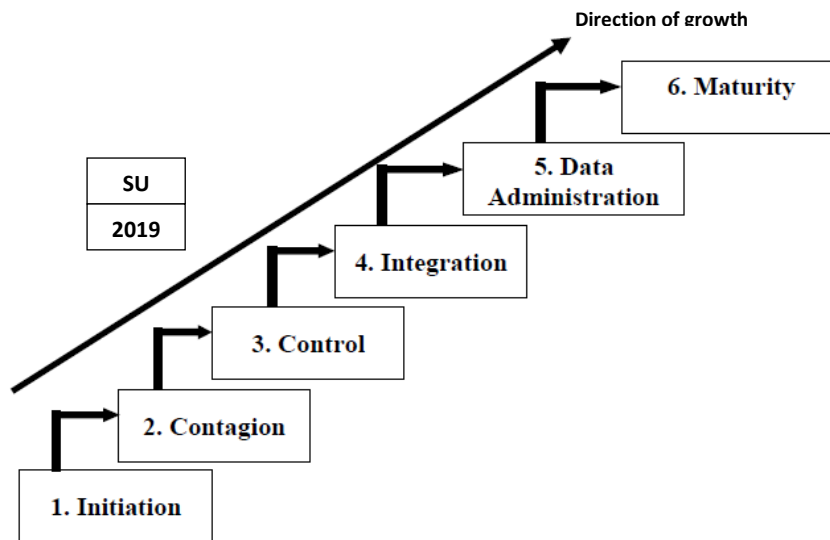 Direction of growth
6. Maturity
5. Data
Administration
SU
2019
4. Integration
3. Control
2. Contagion
1. Initiation